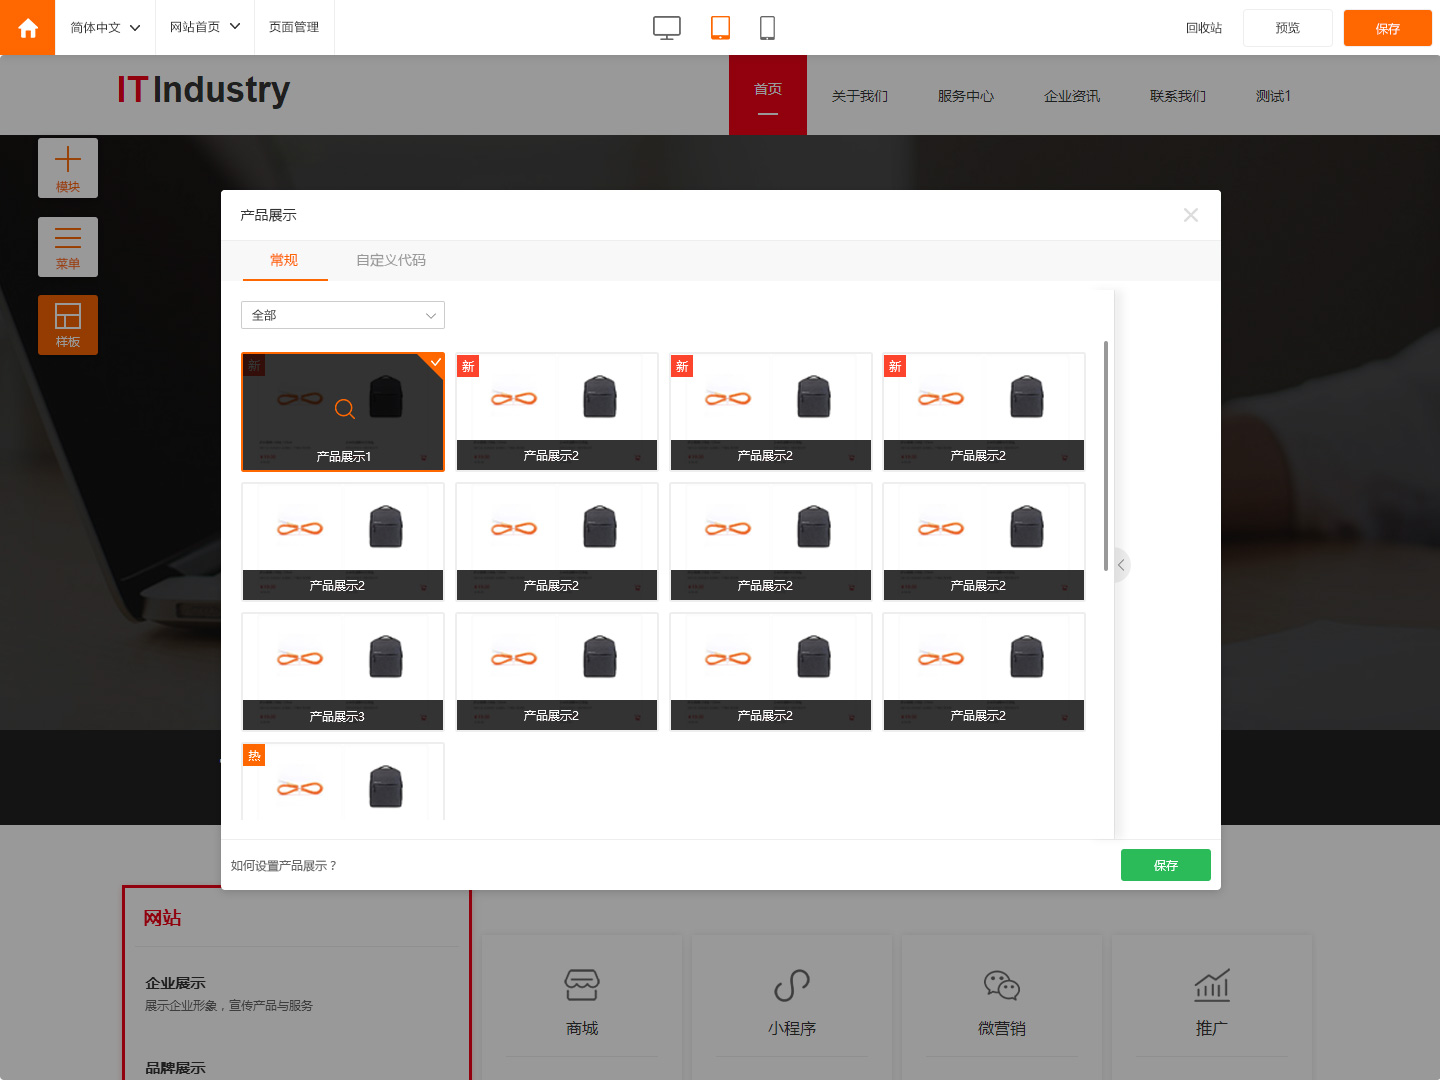 简体中文
网站首页
页面管理
回收站
预览
保存
IT Industry
首页
关于我们
服务中心
企业资讯
联系我们
测试1
模块
菜单
样板
产品展示
常规
自定义代码
全部
新
产品展示1
新
产品展示2
新
产品展示2
新
产品展示2
产品展示2
产品展示2
产品展示2
产品展示2
产品展示3
产品展示2
产品展示2
产品展示2
热
如何设置产品展示？
保存
网站
企业展示
展示企业形象，宣传产品与服务
品牌展示
商城
小程序
微营销
推广